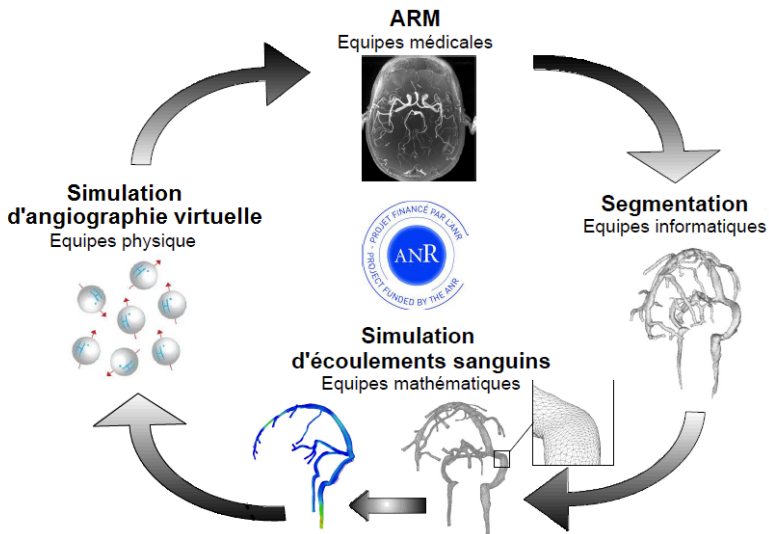 ARM
Equipes médicales
Segmentation
Equipes informatiques
Simulation
d'angiographie virtuelle
Equipes physique
- PROJET FINANCÉ PAR L'ANR -
PROJECT FUNDED BY THE ANR
ANR
Simulation
d'écoulements sanguins
Equipes mathématiques